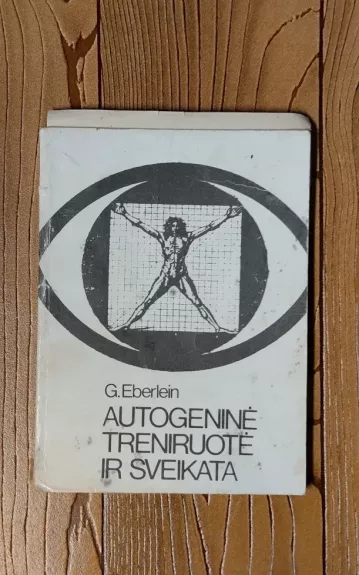 G.Eberlein
AUTOGENINĖ
TRENIRUOTĖ
IR SVEIKATA